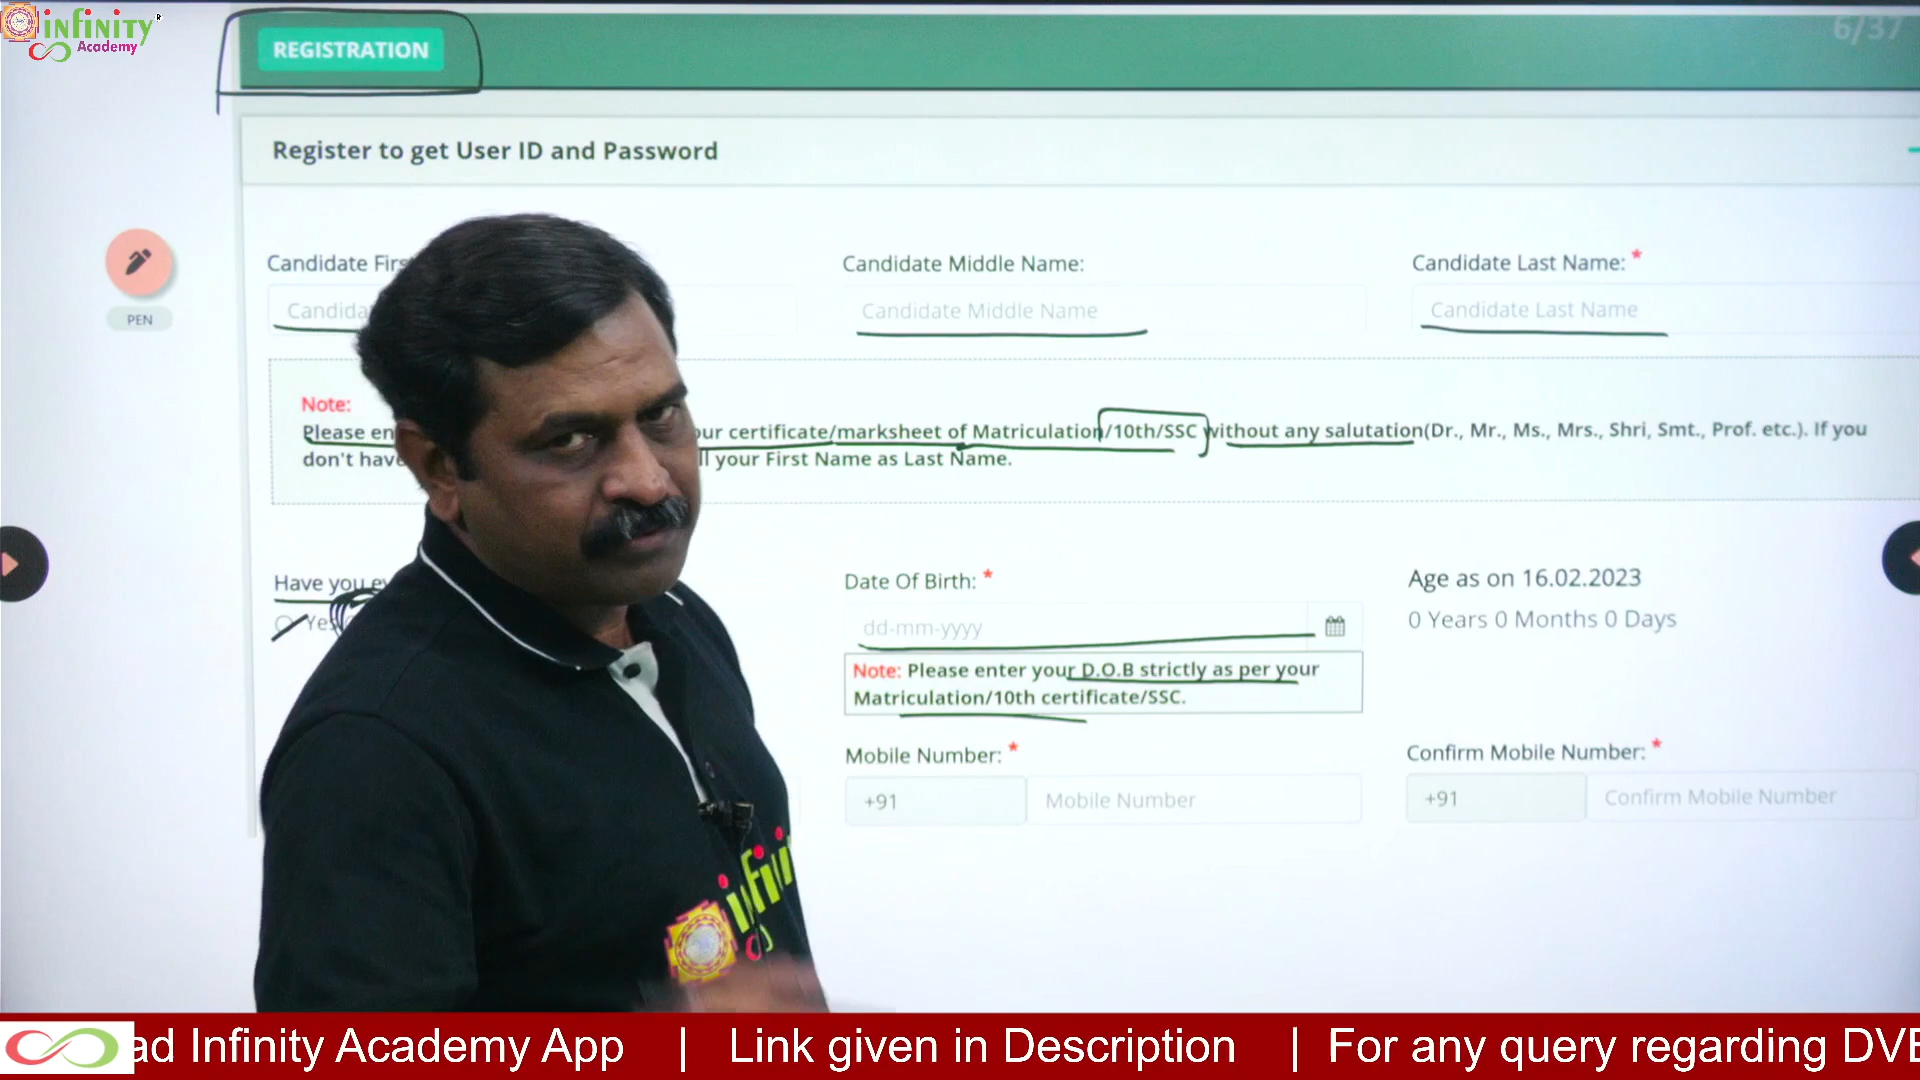 infinity
Academy
REGISTRATION
6/37
Register to get User ID and Password
Candidate Middle Name:
Candidate Last Name: *
Candidate
PEN
Candidate Middle Name
Candidate Last Name
Note:
Please certificate/marksheet of Matriculation/10th/SSC without any salutation(Dr., Mr., Ms., Mrs., Shri, Smt., Prof. etc.). If you
don't have your First Name as Last Name.
Have you
Date Of Birth: *
Age as on 16.02.2023
Yes
dd-mm-yyyy
0 Years 0 Months 0 Days
Note: Please enter your D.O.B strictly as per your
Matriculation/10th certificate/SSC.
Mobile Number: *
Confirm Mobile Number: *
+91 Mobile Number
+91 Confirm Mobile Number
infini
ad Infinity Academy App | Link given in Description | For any query regarding DVE